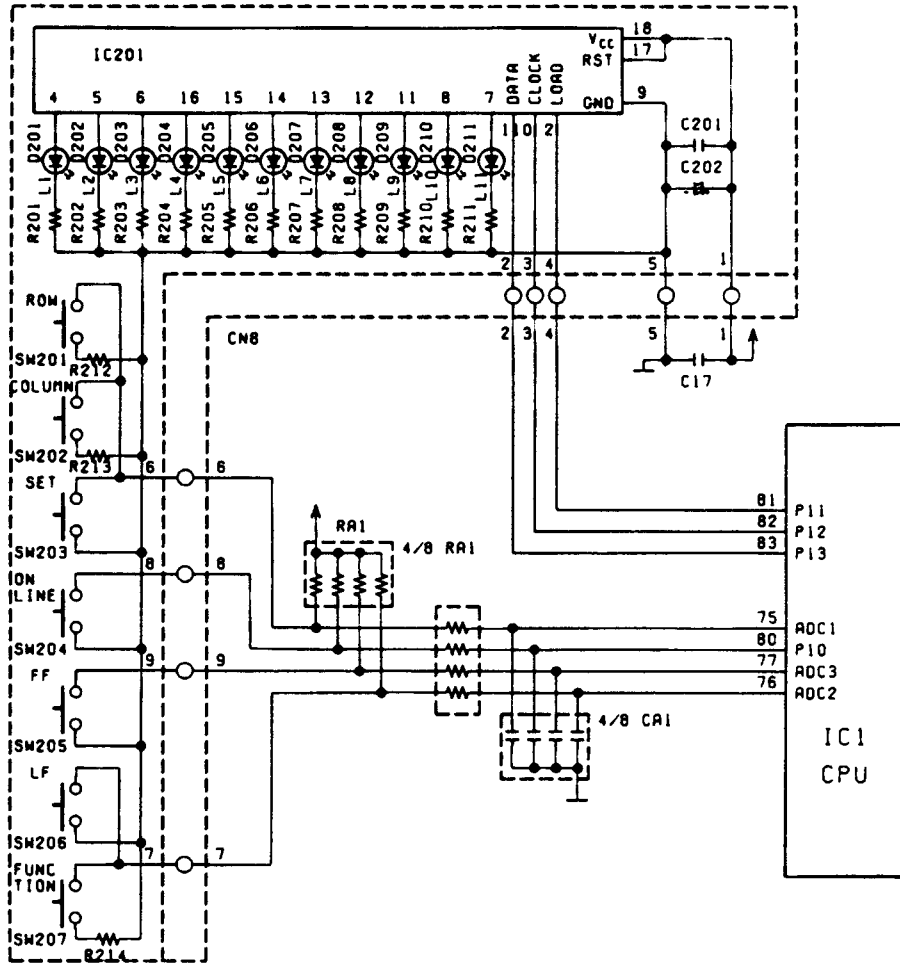 IC201
VCC 18
RST 17
GND 9
DATA CLOCK LOAD
4 5 6 16 15 14 13 12 11 8 7 1 10 2
D201 D202 D203 D204 D205 D206 D207 D208 D209 D210 D211
L1 L2 L3 L4 L5 L6 L7 L8 L9 L10 L11
R201 R202 R203 R204 R205 R206 R207 R208 R209 R210 R211
C201
C202
2 3 4 5 1
CN8
2 3 4 5 1
C17
ROW
SW201
R212
COLUMN
SW202
R213
SET
6 6
SW203
ON
LINE
8 8
SW204
FF
9 9
SW205
LF
SW206
7 7
FUNC
TION
SW207
R214
RA1
4/8 RA1
4/8 CA1
81 P11
82 P12
83 P13
75 ADC1
80 P10
77 ADC3
76 ADC2
IC1
CPU